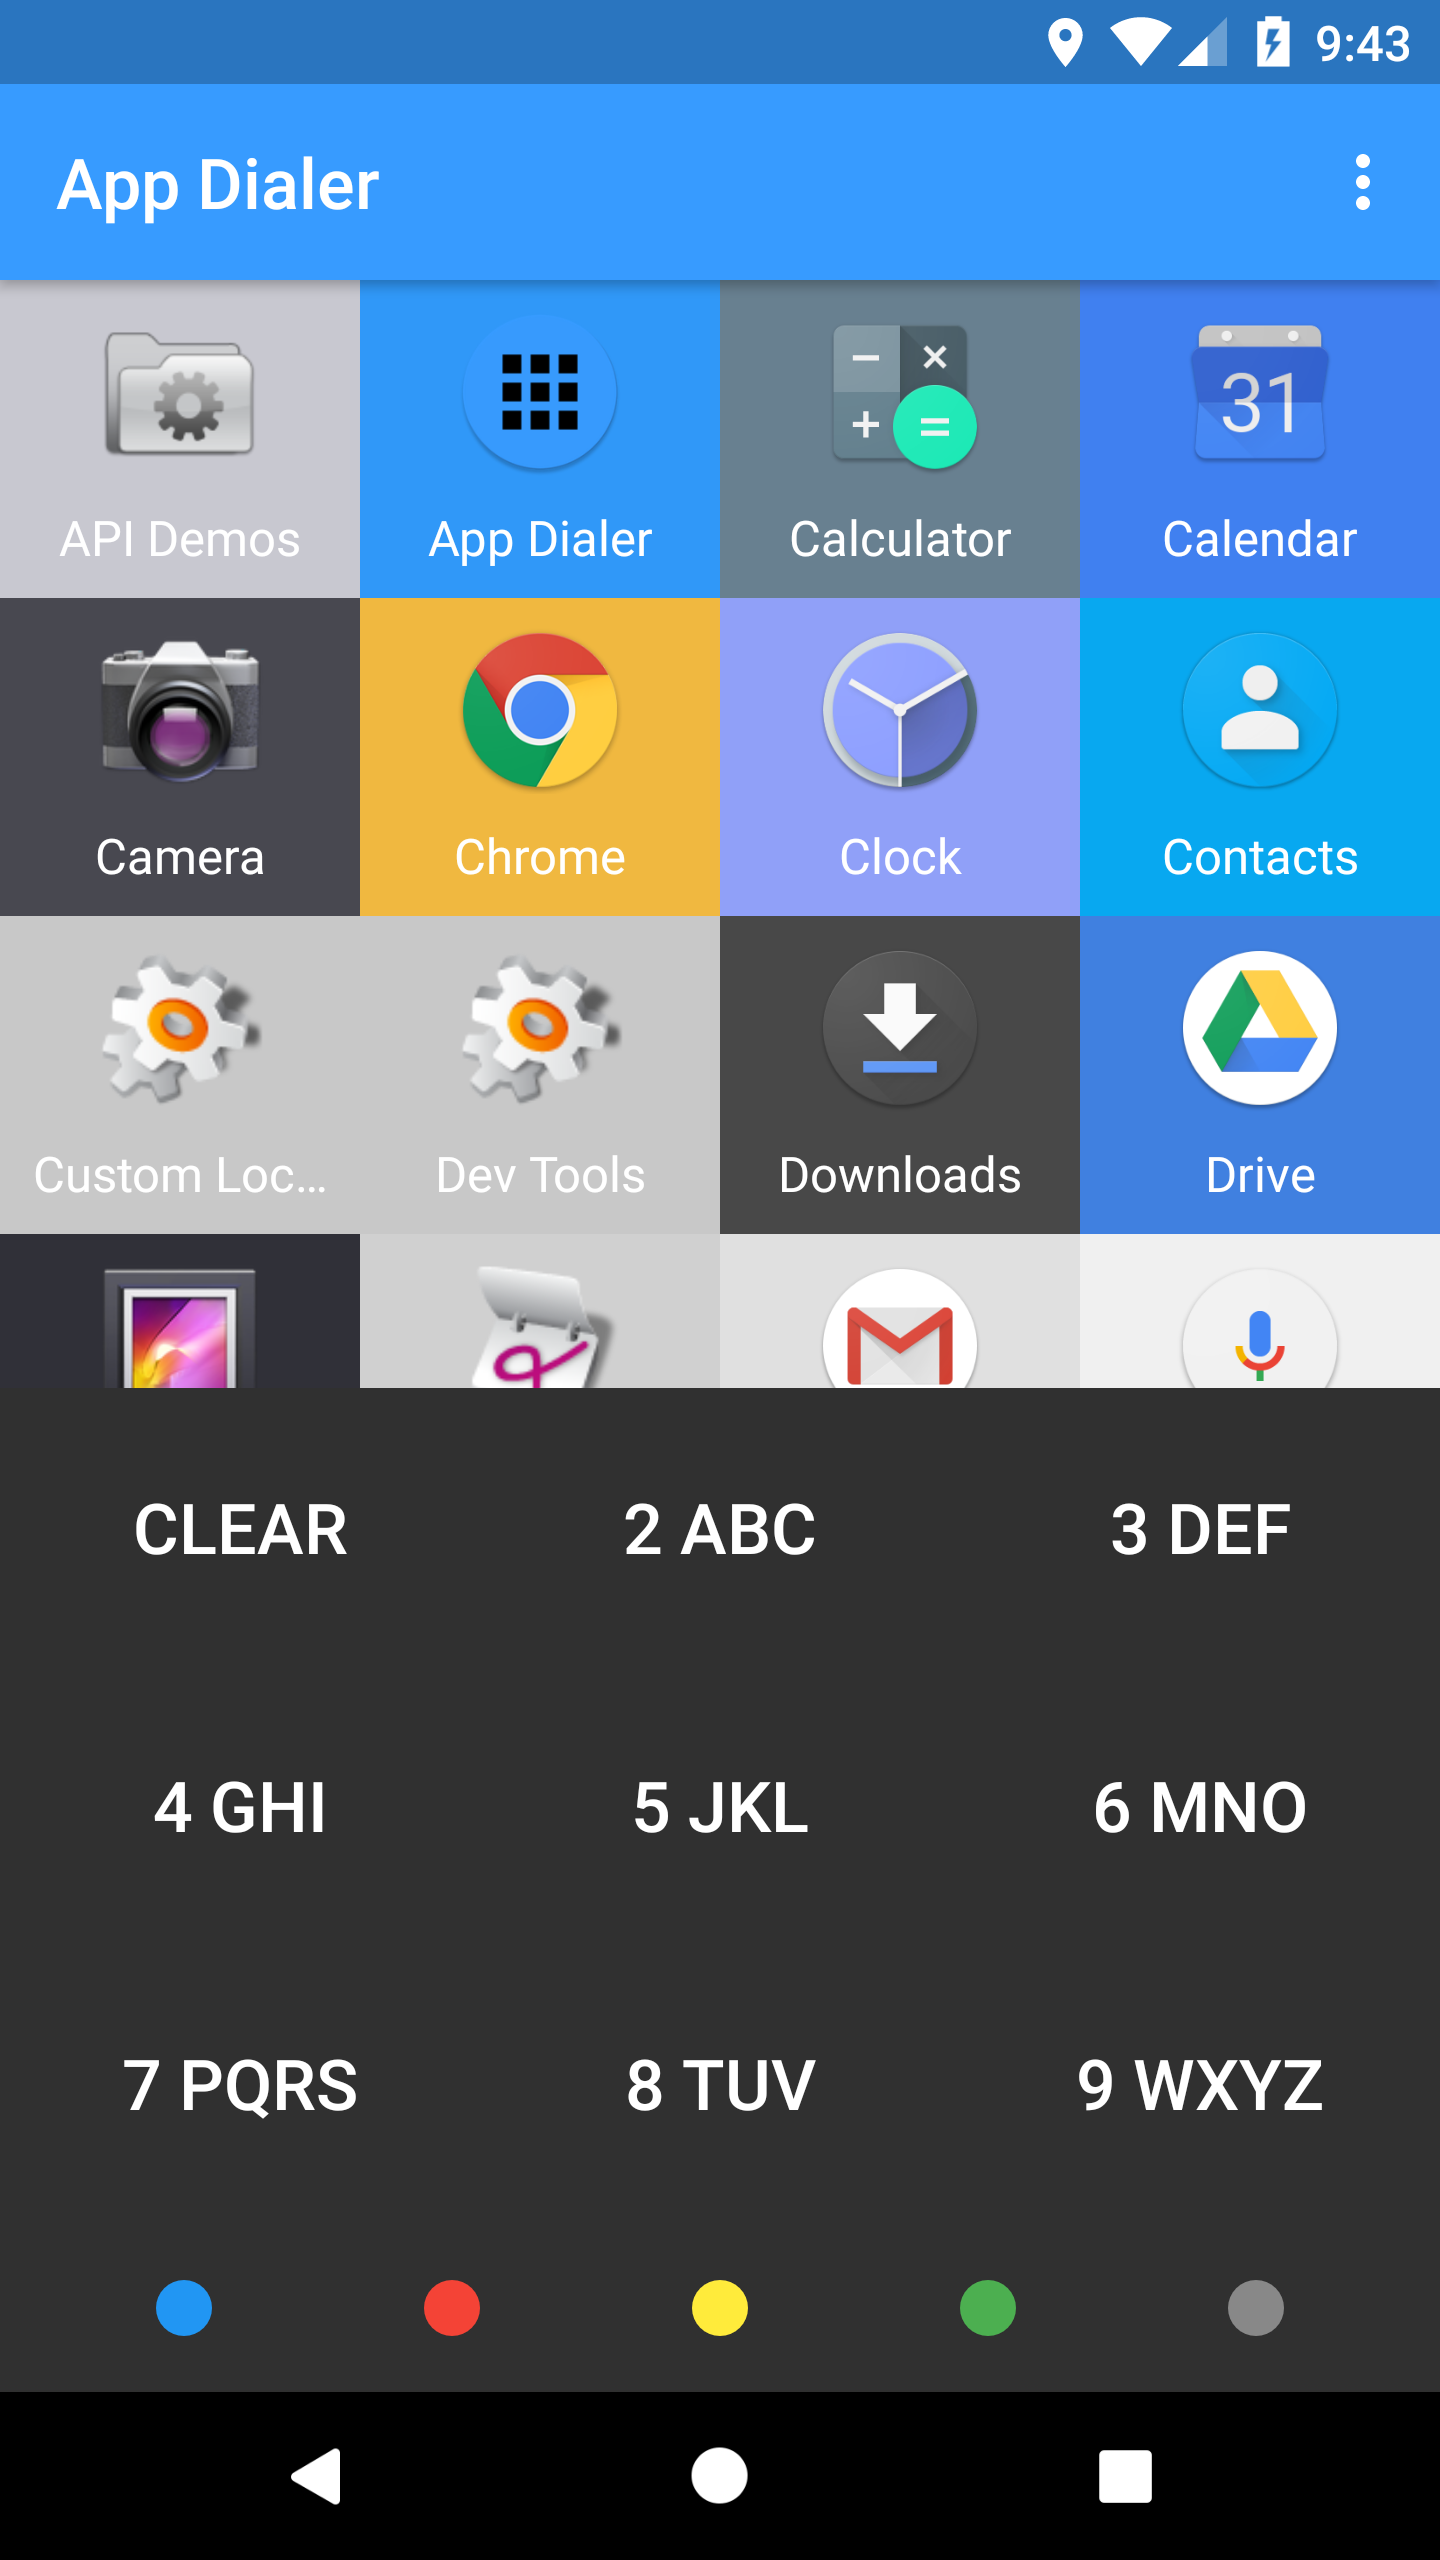 9:43
App Dialer
31
API Demos
App Dialer
Calculator
Calendar
Camera
Chrome
Clock
Contacts
Custom Loc...
Dev Tools
Downloads
Drive
CLEAR
2 ABC
3 DEF
4 GHI
5 JKL
6 MNO
7 PQRS
8 TUV
9 WXYZ